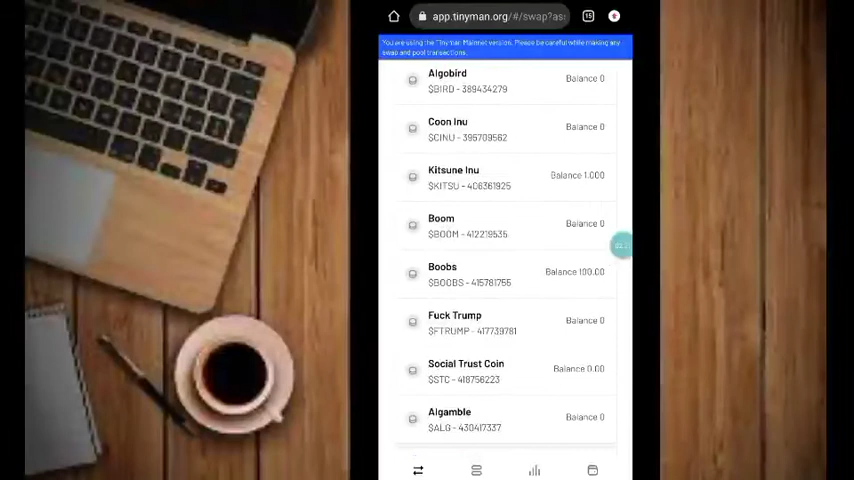 app.tinyman.org/#/swap?as
15
You are using the Tinyman Mainnet version. Please be careful while making any
swap and pool transactions.
Algobird
$BIRD - 389434279
Balance 0
Coon Inu
$CINU - 395709562
Balance 0
Kitsune Inu
$KITSU - 406361925
Balance 1.000
Boom
$BOOM - 412219535
Balance 0
Boobs
$BOOBS - 415781755
Balance 100.00
Fuck Trump
$FTRUMP - 417739781
Balance 0
Social Trust Coin
$STC - 418756223
Balance 0.00
Algamble
$ALG - 430417337
Balance 0